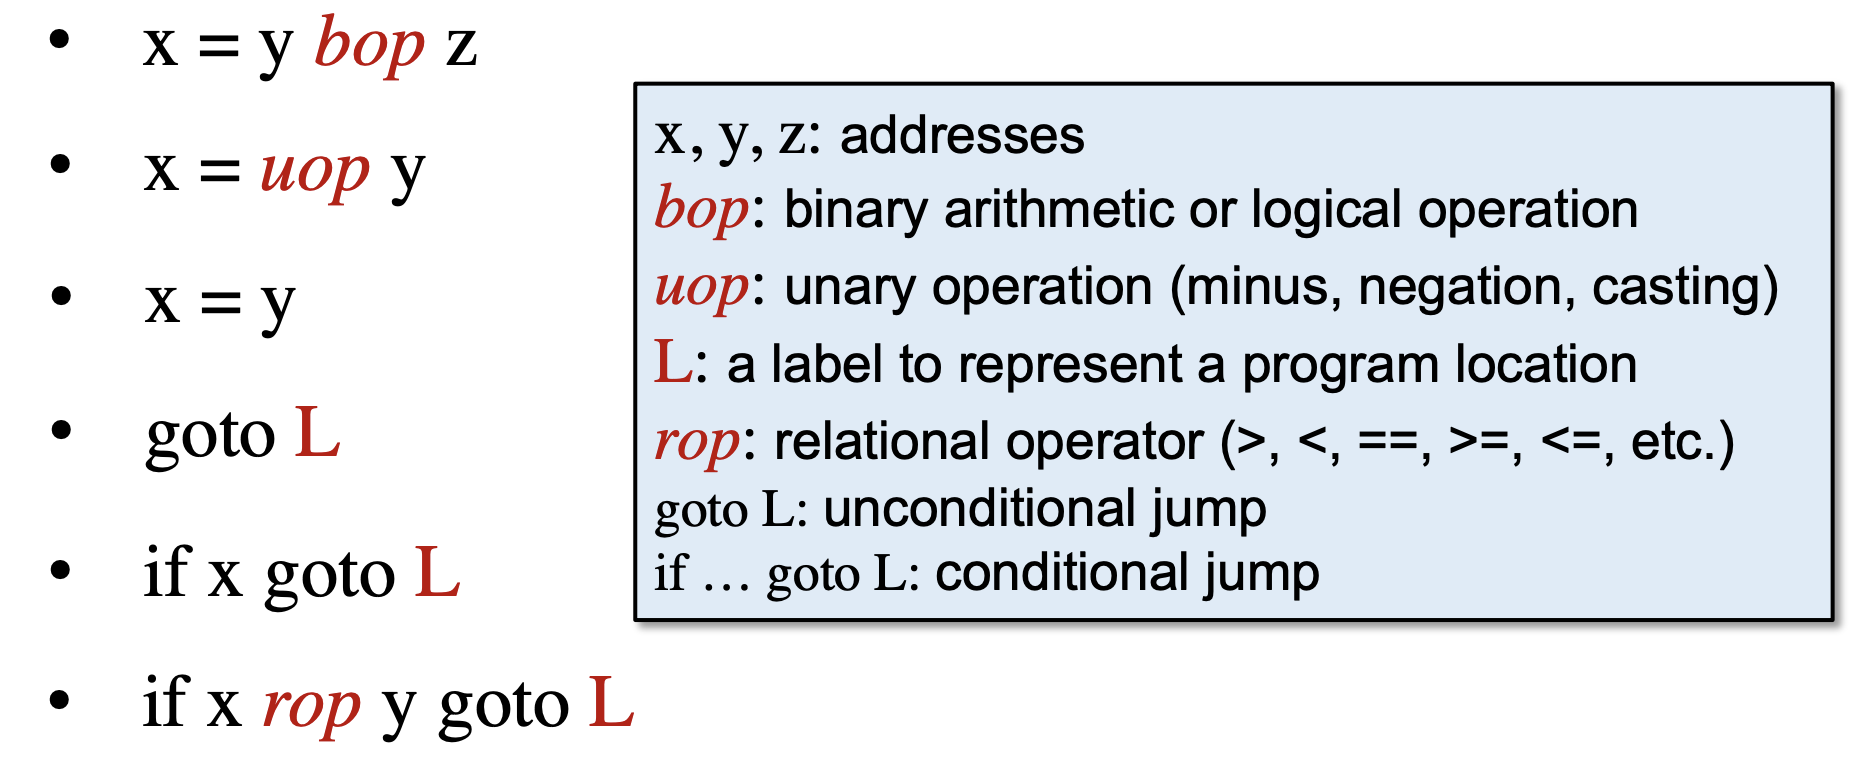 • x = y bop z
• x = uop y
• x = y
• goto L
• if x goto L
• if x rop y goto L
x, y, z: addresses
bop: binary arithmetic or logical operation
uop: unary operation (minus, negation, casting)
L: a label to represent a program location
rop: relational operator (>, <, ==, >=, <=, etc.)
goto L: unconditional jump
if … goto L: conditional jump